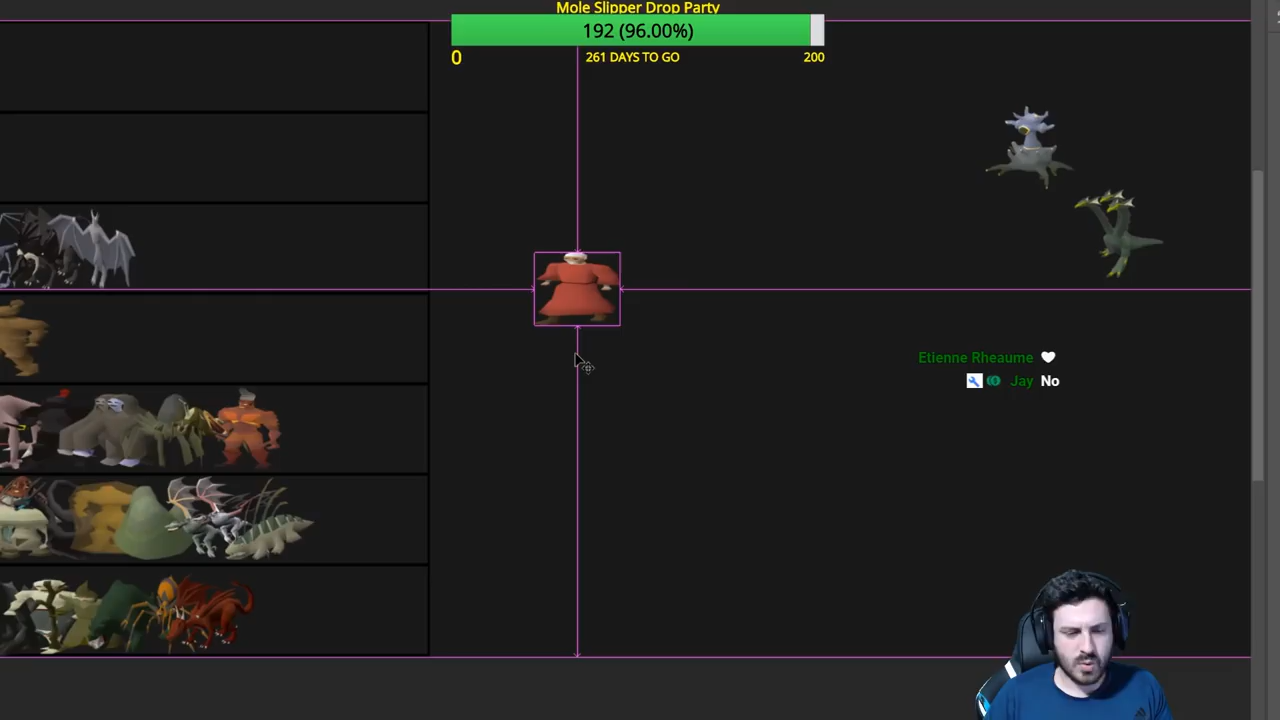 Mole Slipper Drop Party
192 (96.00%)
0
261 DAYS TO GO
200
Etienne Rheaume
Jay No